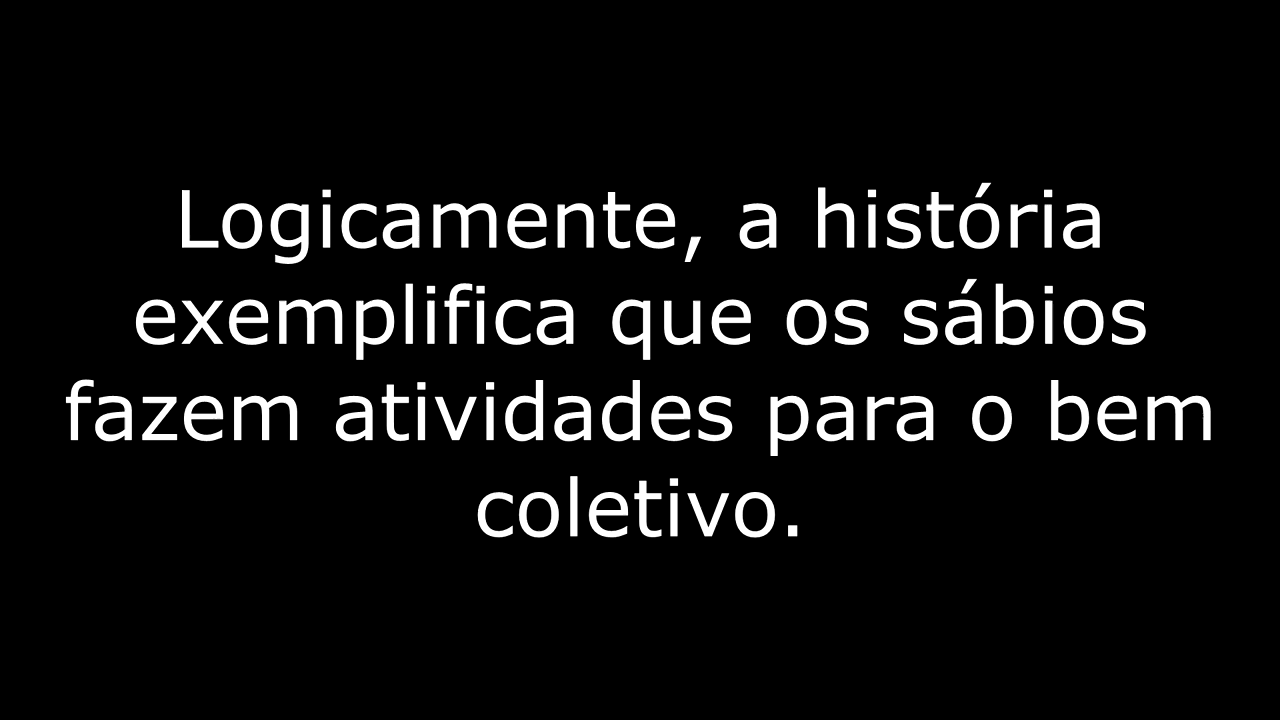 Logicamente, a história
exemplifica que os sábios
fazem atividades para o bem
coletivo.